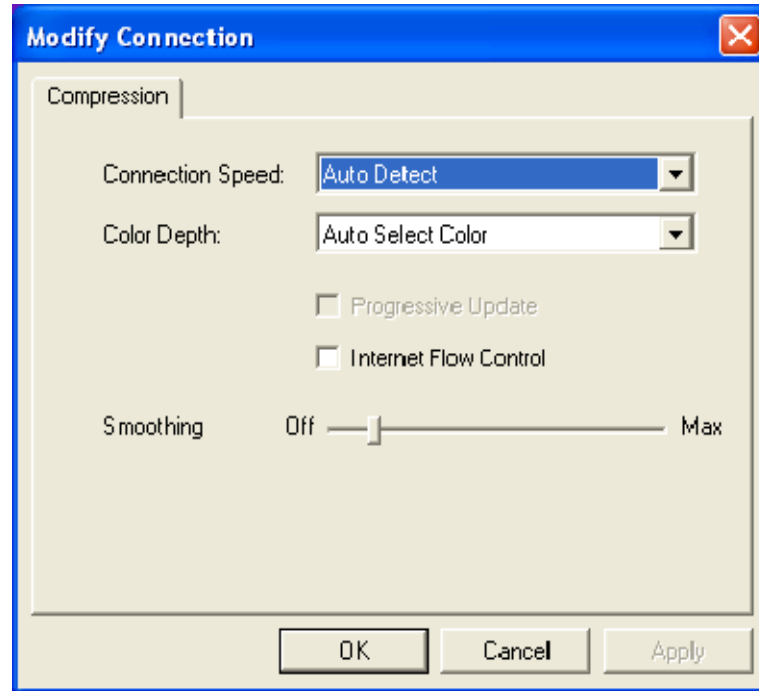 Modify Connection
Compression
Connection Speed: Auto Detect
Color Depth: Auto Select Color
Progressive Update
Internet Flow Control
Smoothing Off Max
OK Cancel Apply